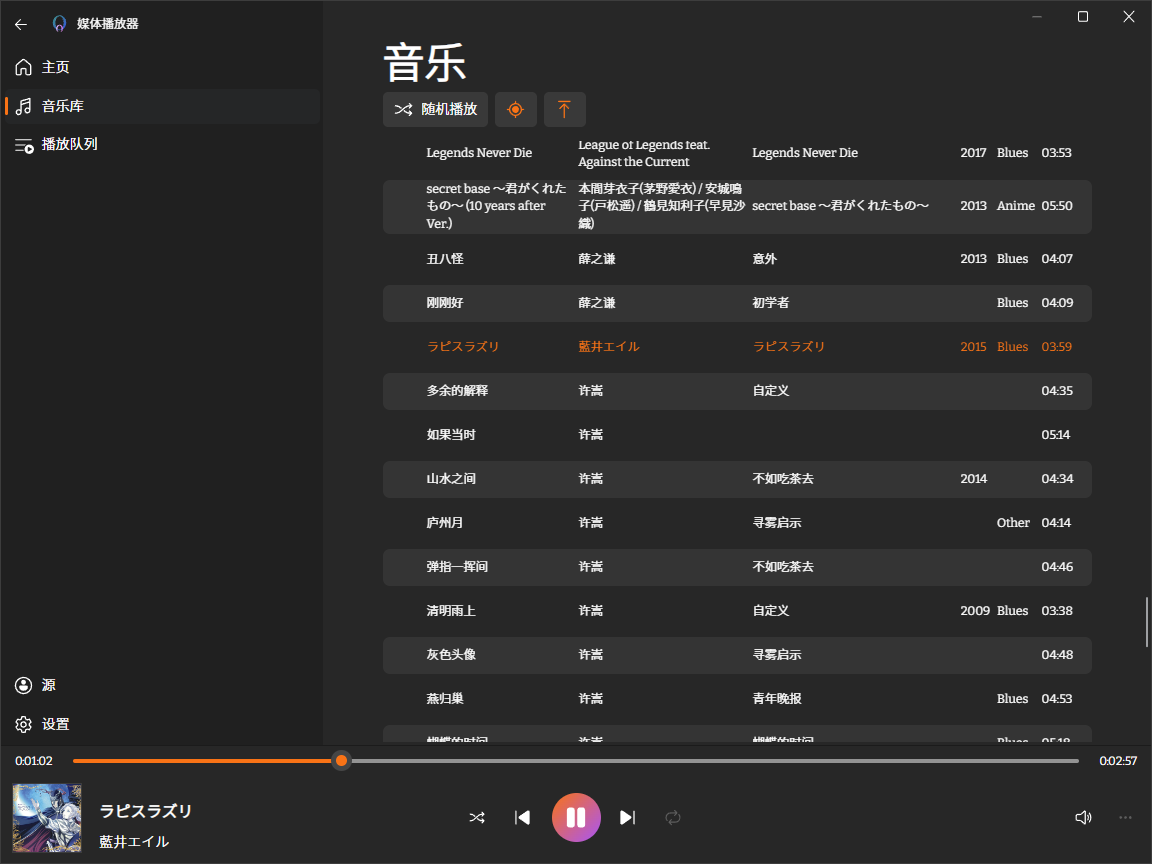 媒体播放器
主页
音乐库
播放队列
源
设置
音乐
随机播放
Legends Never Die League of Legends feat. Against the Current Legends Never Die 2017 Blues 03:53
secret base ～君がくれたもの～ (10 years after Ver.) 本間芽衣子(茅野愛衣) / 安城鳴子(戸松遥) / 鶴見知利子(早見沙織) secret base ～君がくれたもの～ 2013 Anime 05:50
丑八怪 薛之谦 意外 2013 Blues 04:07
刚刚好 薛之谦 初学者 Blues 04:09
ラピスラズリ 藍井エイル ラピスラズリ 2015 Blues 03:59
多余的解释 许嵩 自定义 04:35
如果当时 许嵩 05:14
山水之间 许嵩 不如吃茶去 2014 04:34
庐州月 许嵩 寻雾启示 Other 04:14
弹指一挥间 许嵩 不如吃茶去 04:46
清明雨上 许嵩 自定义 2009 Blues 03:38
灰色头像 许嵩 寻雾启示 04:48
燕归巢 许嵩 青年晚报 Blues 04:53
蝴蝶的时间 许嵩 蝴蝶的时间 Blues 05:18
0:01:02
0:02:57
ラピスラズリ
藍井エイル